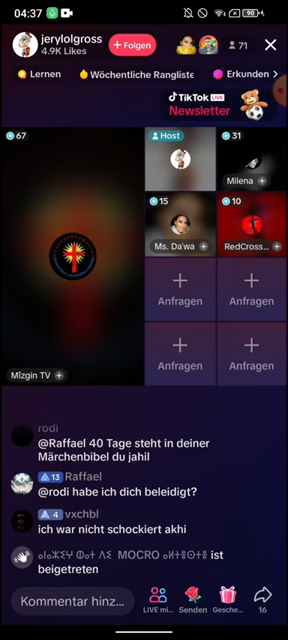 04:37
90
jerylolgross
4.9K Likes
+ Folgen
71
Lernen
Wöchentliche Rangliste
Erkunden
TikTok LIVE
Newsletter
67
Host
31
Milena
15
10
Ms. Da'wa
RedCross...
Anfragen
Anfragen
Anfragen
Anfragen
Mîzgin TV
rodi
@Raffael 40 Tage steht in deiner
Märchenbibel du jahil
13 Raffael
@rodi habe ich dich beleidigt?
4 vxchbl
ich war nicht schockiert akhi
MOCRO ist
beigetreten
Kommentar hinz...
LIVE mi...
Senden
Gesche...
16